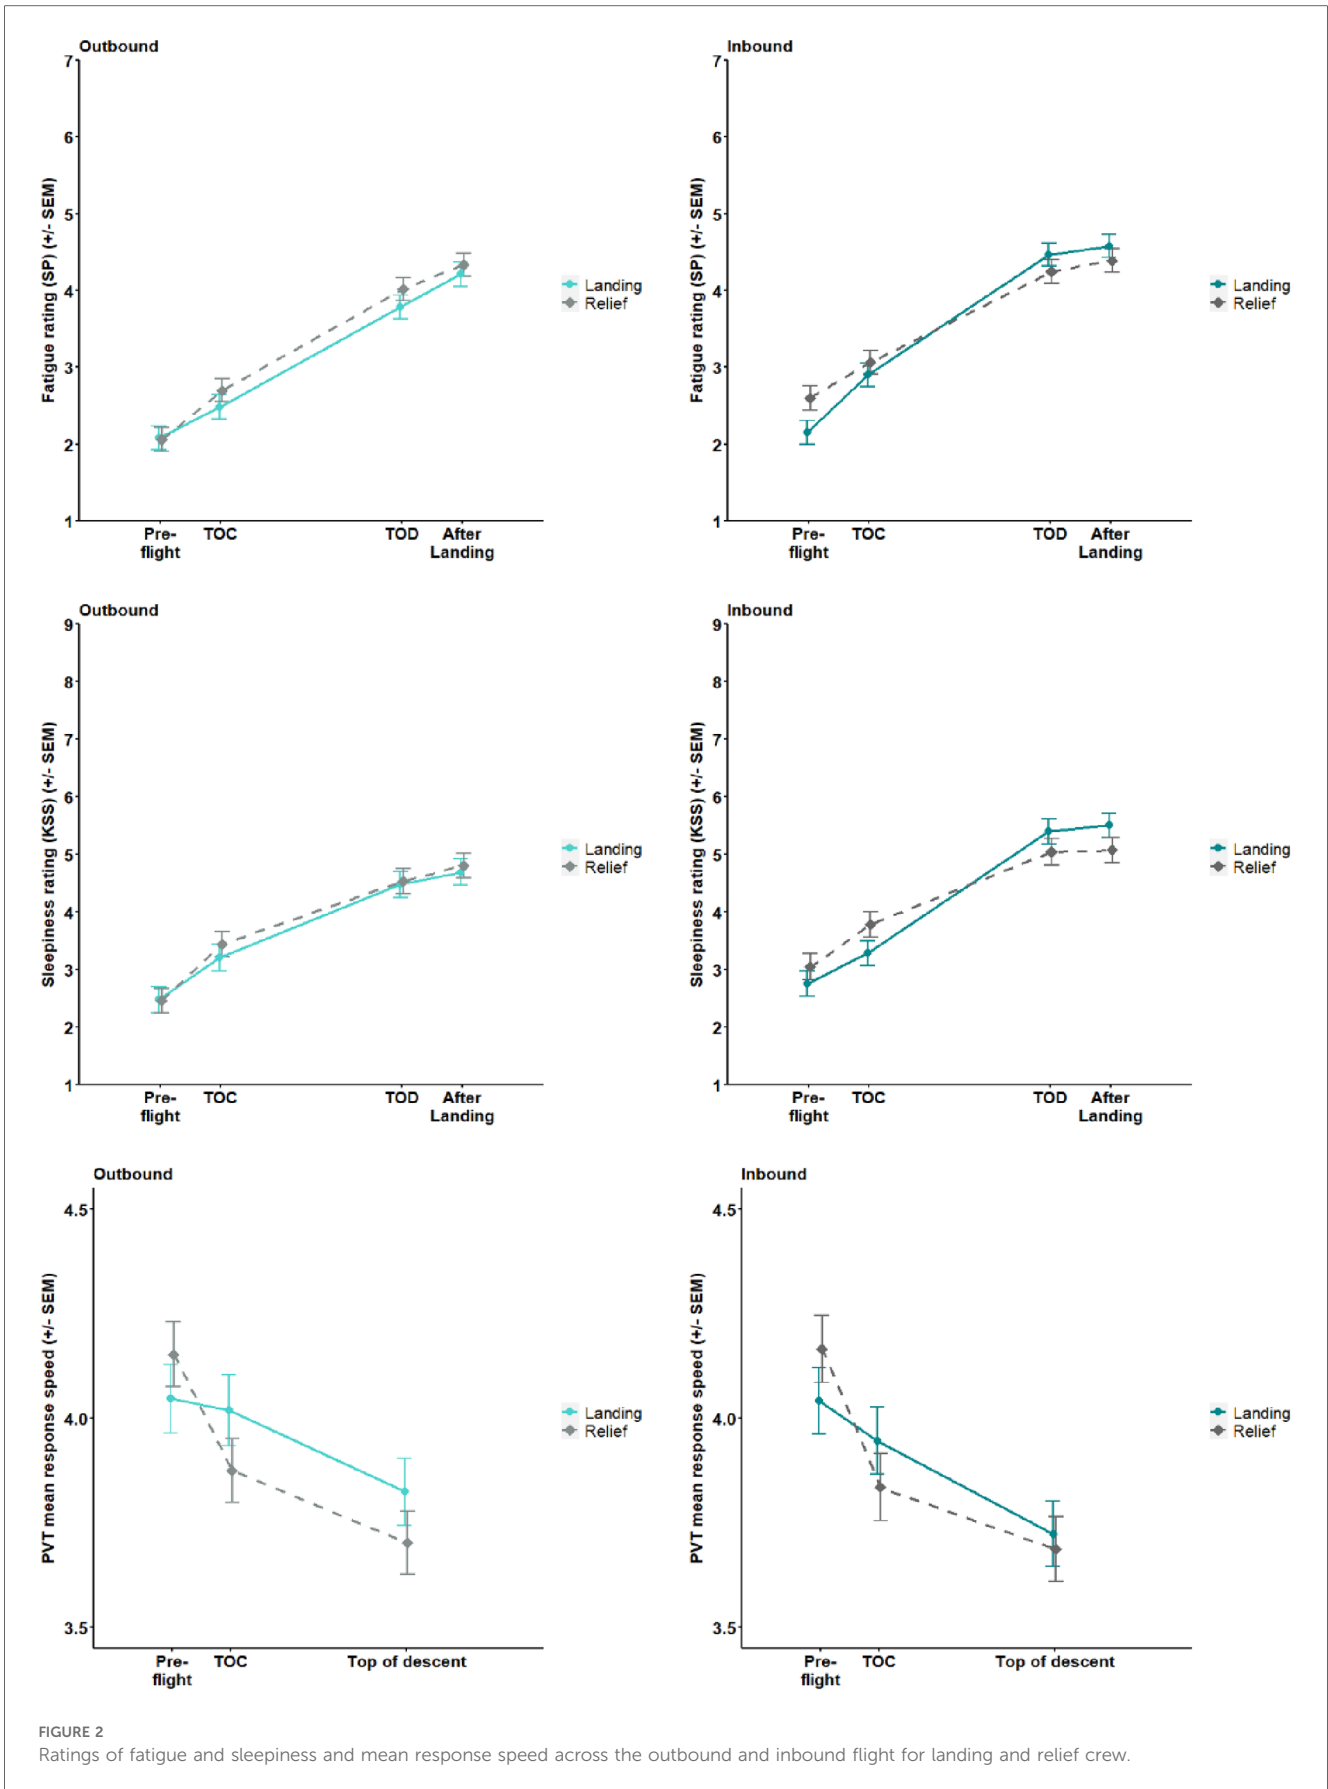 Outbound
7
6
5
4
3
2
1
Fatigue rating (SP) (+/- SEM)
Pre-
flight
TOC
TOD
After
Landing
Landing
Relief
Inbound
7
6
5
4
3
2
1
Fatigue rating (SP) (+/- SEM)
Pre-
flight
TOC
TOD
After
Landing
Landing
Relief
Outbound
9
8
7
6
5
4
3
2
1
Sleepiness rating (KSS) (+/- SEM)
Pre-
flight
TOC
TOD
After
Landing
Landing
Relief
Inbound
9
8
7
6
5
4
3
2
1
Sleepiness rating (KSS) (+/- SEM)
Pre-
flight
TOC
TOD
After
Landing
Landing
Relief
Outbound
4.5
4.0
3.5
PVT mean response speed (+/- SEM)
Pre-
flight
TOC
Top of descent
Landing
Relief
Inbound
4.5
4.0
3.5
PVT mean response speed (+/- SEM)
Pre-
flight
TOC
Top of descent
Landing
Relief
FIGURE 2
Ratings of fatigue and sleepiness and mean response speed across the outbound and inbound flight for landing and relief crew.